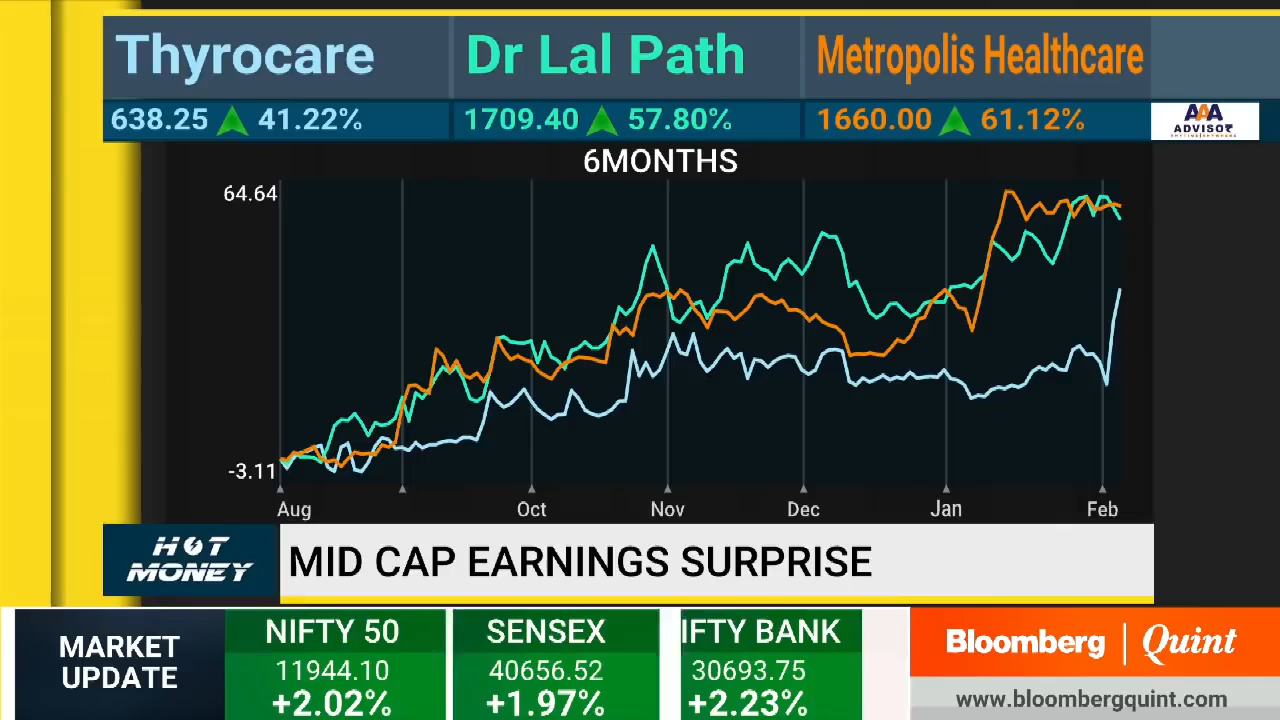 Thyrocare
638.25 41.22%
Dr Lal Path
1709.40 57.80%
Metropolis Healthcare
1660.00 61.12%
AAA
ADVISOR
6MONTHS
64.64
-3.11
Aug Oct Nov Dec Jan Feb
HOT
MONEY
MID CAP EARNINGS SURPRISE
MARKET
UPDATE
NIFTY 50
11944.10
+2.02%
SENSEX
40656.52
+1.97%
IFTY BANK
30693.75
+2.23%
Bloomberg | Quint
www.bloombergquint.com